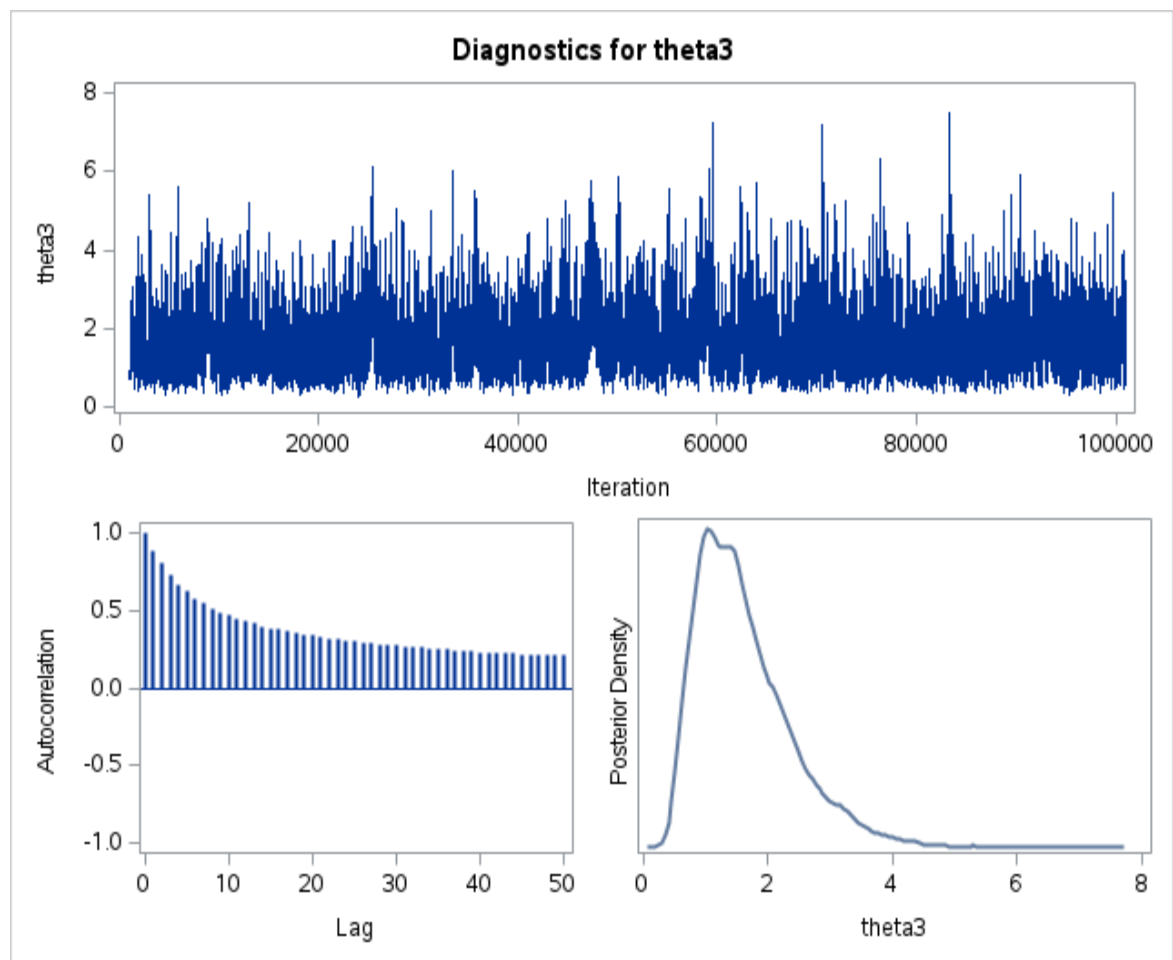 Diagnostics for theta3
8
6
4
2
0
theta3
0 20000 40000 60000 80000 100000
Iteration
1.0
0.5
0.0
-0.5
-1.0
Autocorrelation
0 10 20 30 40 50
Lag
Posterior Density
0 2 4 6 8
theta3